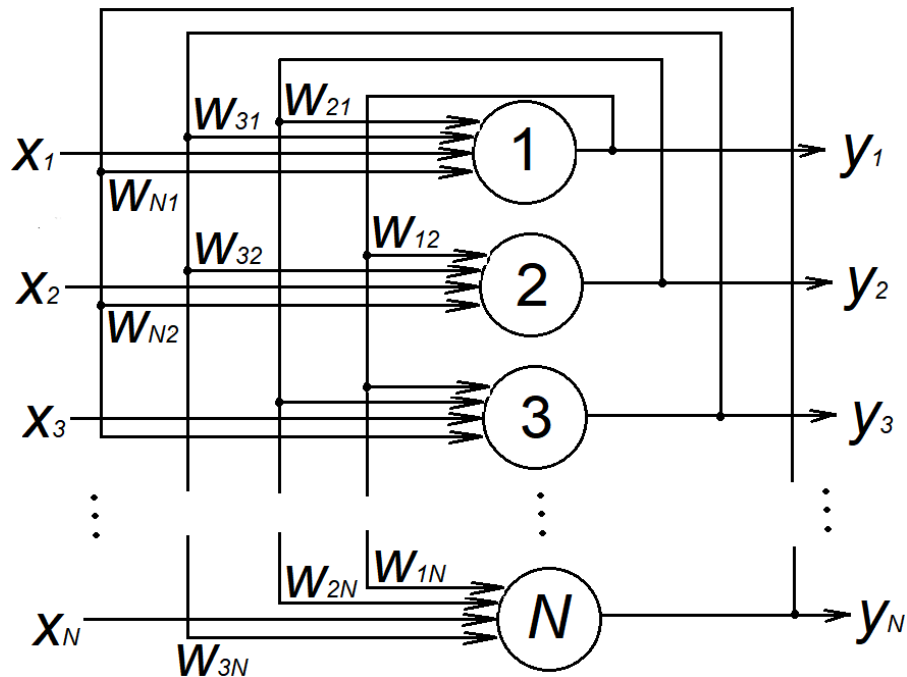 w21
w31
x1 1 y1
wN1
w12
w32
x2 2 y2
wN2
x3 3 y3
w1N
w2N
xN N yN
w3N